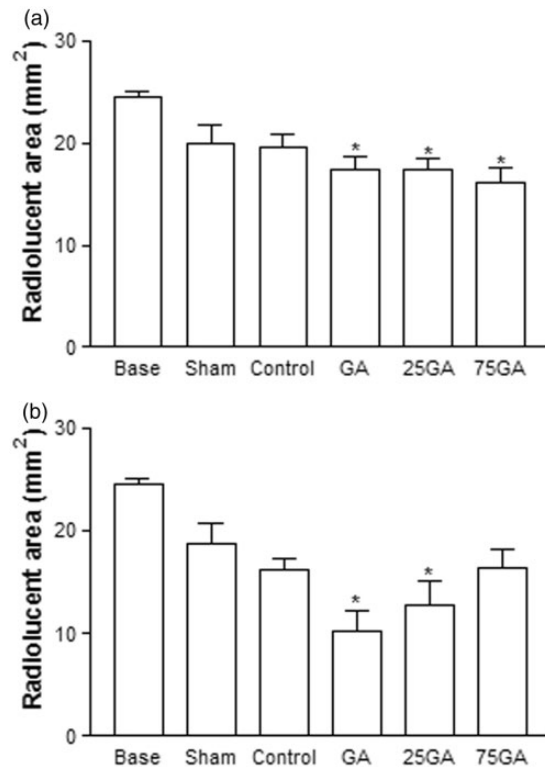 (a)
Radiolucent area (mm²)
30
20
10
0
* * *
Base Sham Control GA 25GA 75GA
(b)
Radiolucent area (mm²)
30
20
10
0
* *
Base Sham Control GA 25GA 75GA